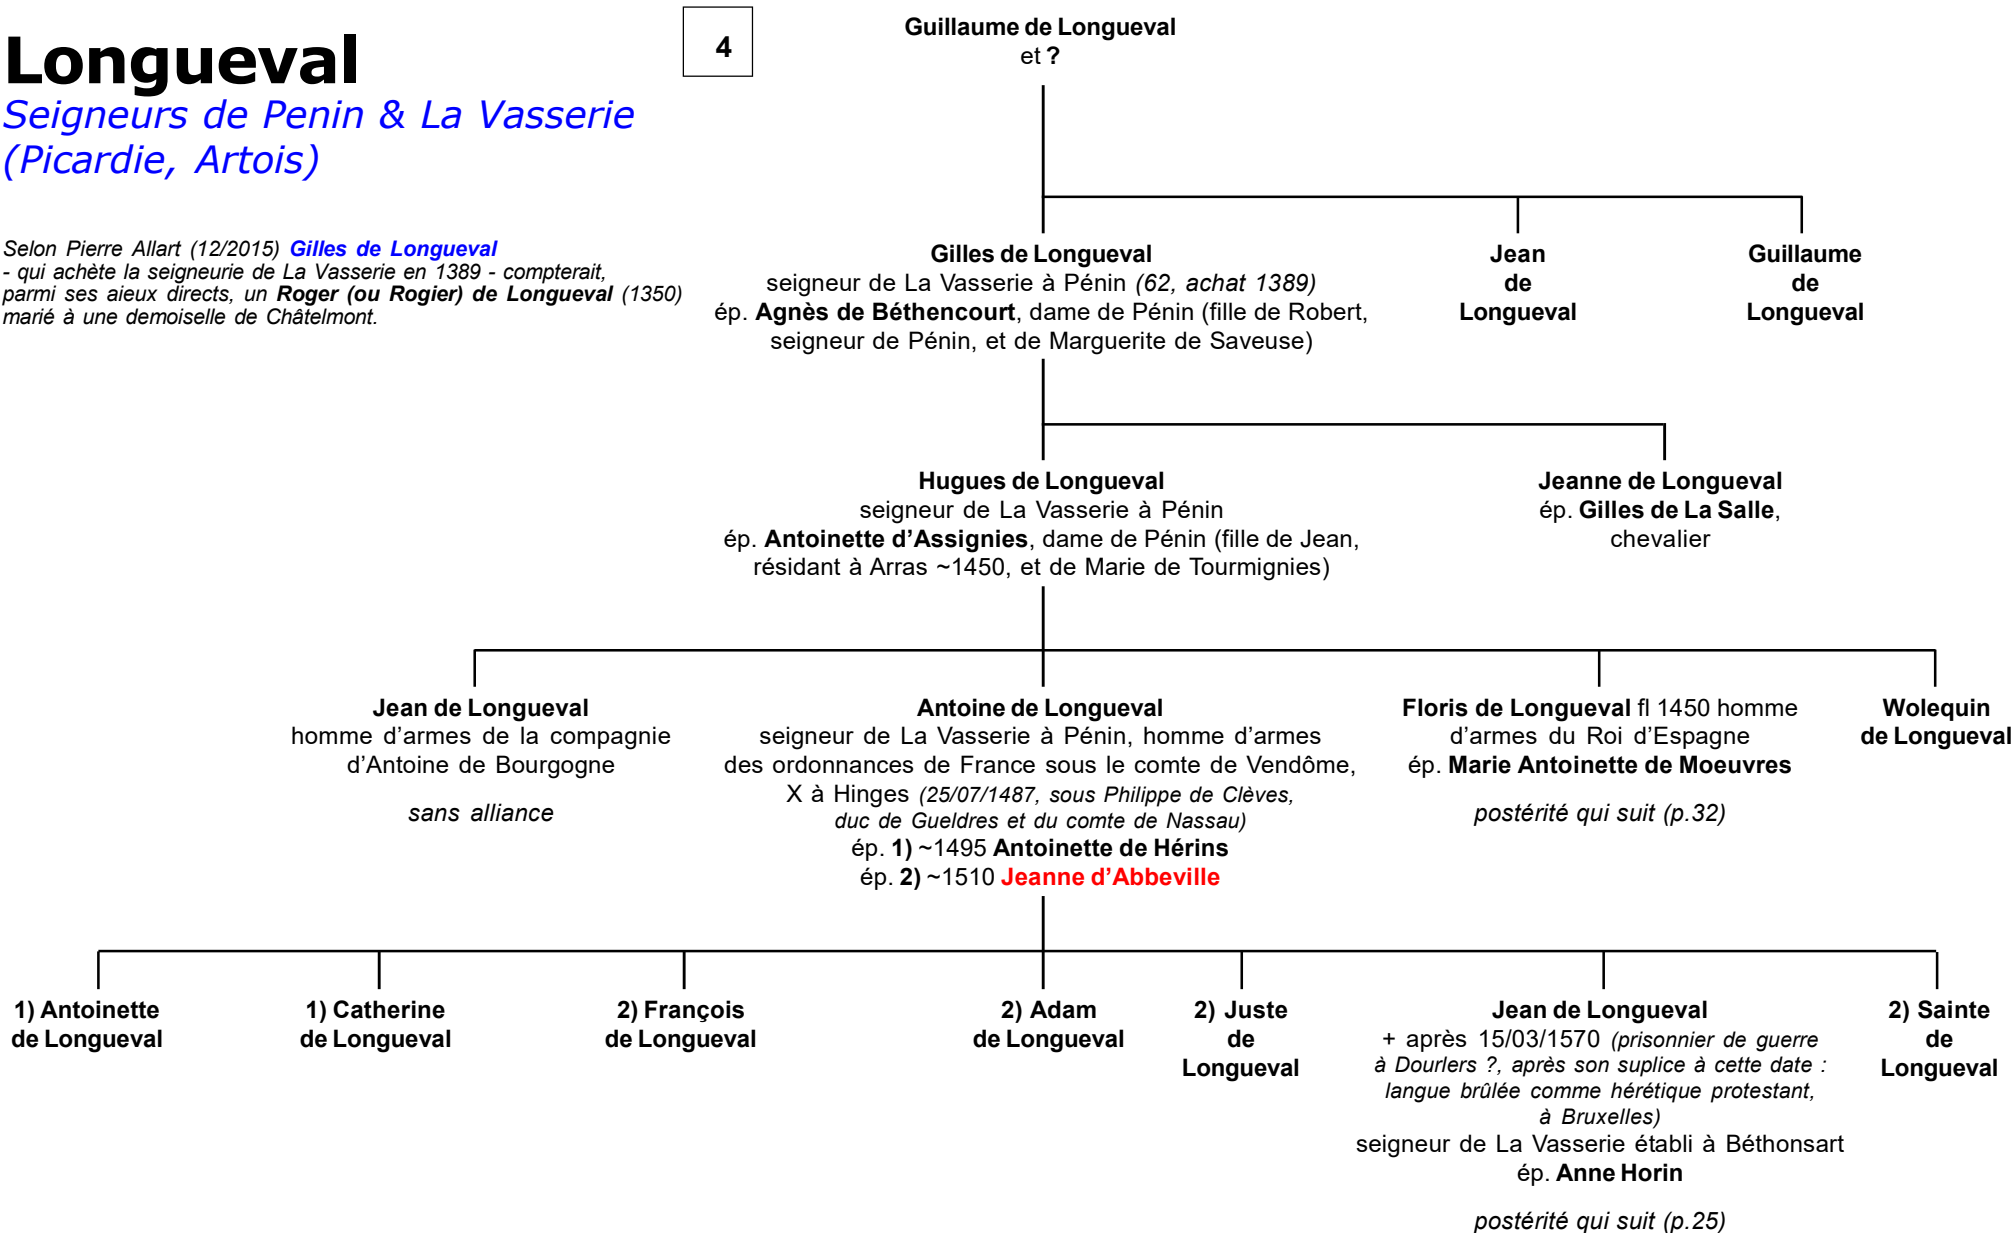 Longueval
Seigneurs de Penin & La Vasserie
(Picardie, Artois)
Selon Pierre Allart (12/2015) Gilles de Longueval
- qui achète la seigneurie de La Vasserie en 1389 - compterait,
parmi ses aieux directs, un Roger (ou Rogier) de Longueval (1350)
marié à une demoiselle de Châtelmont.
4
Guillaume de Longueval
et ?
Gilles de Longueval
seigneur de La Vasserie à Pénin (62, achat 1389)
ép. Agnès de Béthencourt, dame de Pénin (fille de Robert,
seigneur de Pénin, et de Marguerite de Saveuse)
Jean
de
Longueval
Guillaume
de
Longueval
Hugues de Longueval
seigneur de La Vasserie à Pénin
ép. Antoinette d’Assignies, dame de Pénin (fille de Jean,
résidant à Arras ~1450, et de Marie de Tourmignies)
Jeanne de Longueval
ép. Gilles de La Salle,
chevalier
Jean de Longueval
homme d’armes de la compagnie
d’Antoine de Bourgogne
sans alliance
Antoine de Longueval
seigneur de La Vasserie à Pénin, homme d’armes
des ordonnances de France sous le comte de Vendôme,
X à Hinges (25/07/1487, sous Philippe de Clèves,
duc de Gueldres et du comte de Nassau)
ép. 1) ~1495 Antoinette de Hérins
ép. 2) ~1510 Jeanne d’Abbeville
Floris de Longueval fl 1450 homme
d’armes du Roi d’Espagne
ép. Marie Antoinette de Moeuvres
postérité qui suit (p.32)
Wolequin
de Longueval
1) Antoinette
de Longueval
1) Catherine
de Longueval
2) François
de Longueval
2) Adam
de Longueval
2) Juste
de
Longueval
Jean de Longueval
+ après 15/03/1570 (prisonnier de guerre
à Dourlers ?, après son suplice à cette date :
langue brûlée comme hérétique protestant,
à Bruxelles)
seigneur de La Vasserie établi à Béthonsart
ép. Anne Horin
postérité qui suit (p.25)
2) Sainte
de
Longueval